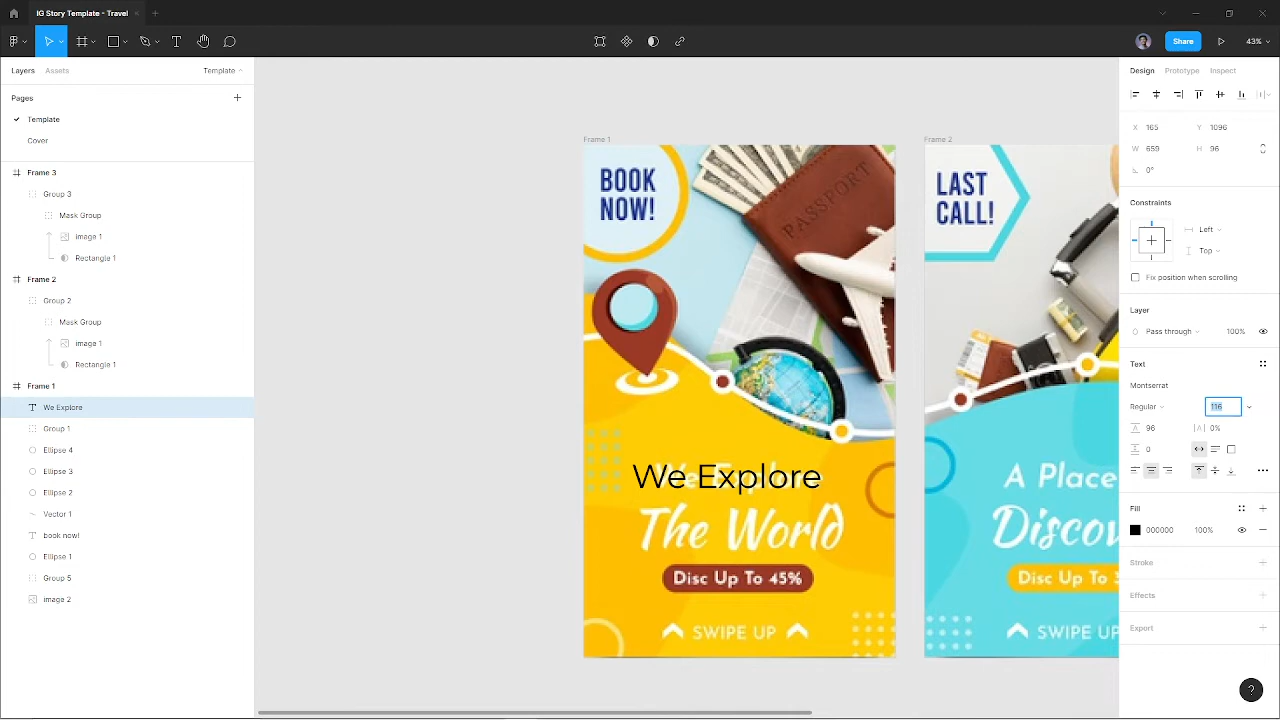 IG Story Template - Travel
Share
43%
Layers Assets Template
Pages
Template
Cover
Frame 3
Group 3
Mask Group
image 1
Rectangle 1
Frame 2
Group 2
Mask Group
image 1
Rectangle 1
Frame 1
We Explore
Group 1
Ellipse 4
Ellipse 3
Ellipse 2
Vector 1
book now!
Ellipse 1
Group 5
image 2
Frame 1
BOOK
NOW!
PASSPORT
We Explore
We Explore
The World
Disc Up To 45%
SWIPE UP
Frame 2
LAST
CALL!
A Place
Disc Up To
SWIPE UP
Design Prototype Inspect
X 165 Y 1096
W 659 H 96
0°
Constraints
Left
Top
Fix position when scrolling
Layer
Pass through 100%
Text
Montserrat
Regular 116
96 0%
0
Fill
000000 100%
Stroke
Effects
Export
?